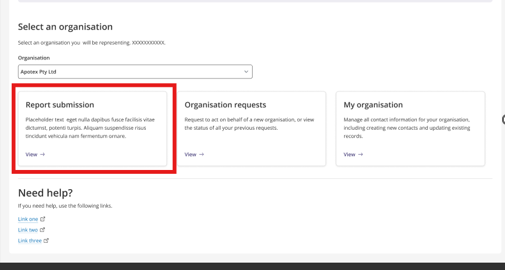 Select an organisation
Select an organisation you will be representing, XXXXXXXXXXX.
Organisation
Apotex Pty Ltd
Report submission
Placeholder text. eget nulla dapibus fusce facilisis vitae
dictumst, potenti turpis. Aliquam suspendisse risus
tincidunt vehicula nam fermentum ornare.
View →
Organisation requests
Request to act on behalf of a new organisation, or view
the status of all your previous requests.
View →
My organisation
Manage all contact information for your organisation,
including creating new contacts and updating existing
records.
View →
Need help?
If you need help, use the following links.
Link one
Link two
Link three